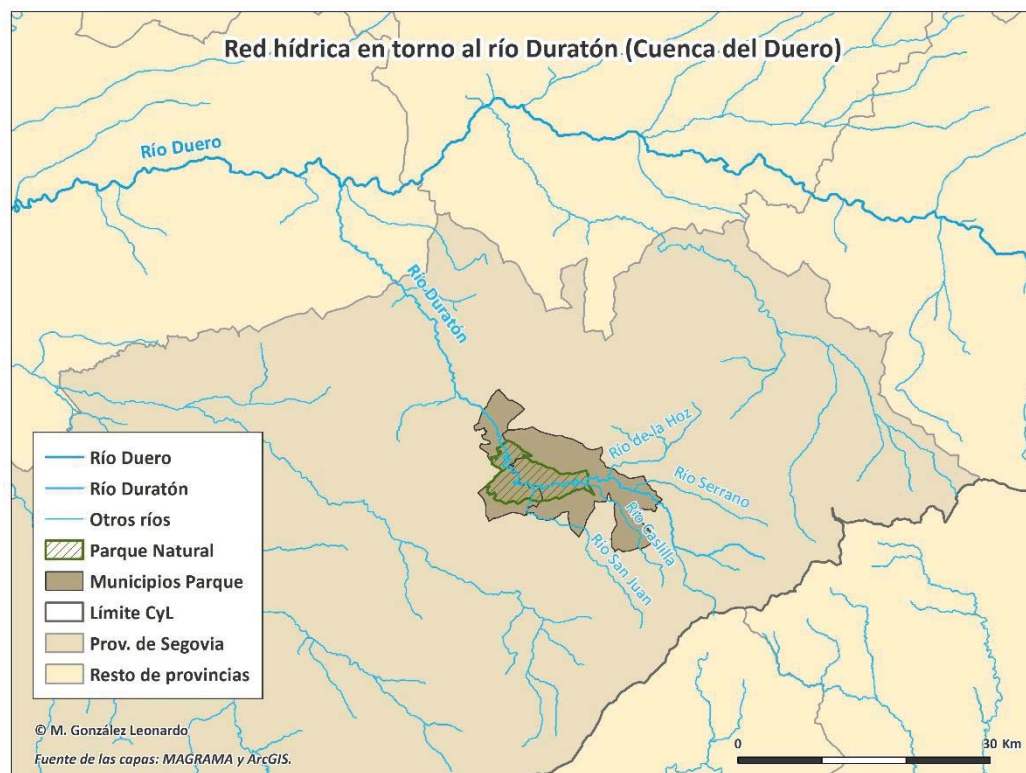 Red hídrica en torno al río Duratón (Cuenca del Duero)
Río Duero
Río Duratón
Río de la Hoz
Río Serrano
Río Caslilla
Río San Juan
Río Duero
Río Duratón
Otros ríos
Parque Natural
Municipios Parque
Límite CyL
Prov. de Segovia
Resto de provincias
© M. González Leonardo
Fuente de las capas: MAGRAMA y ArcGIS.
0 30 Km